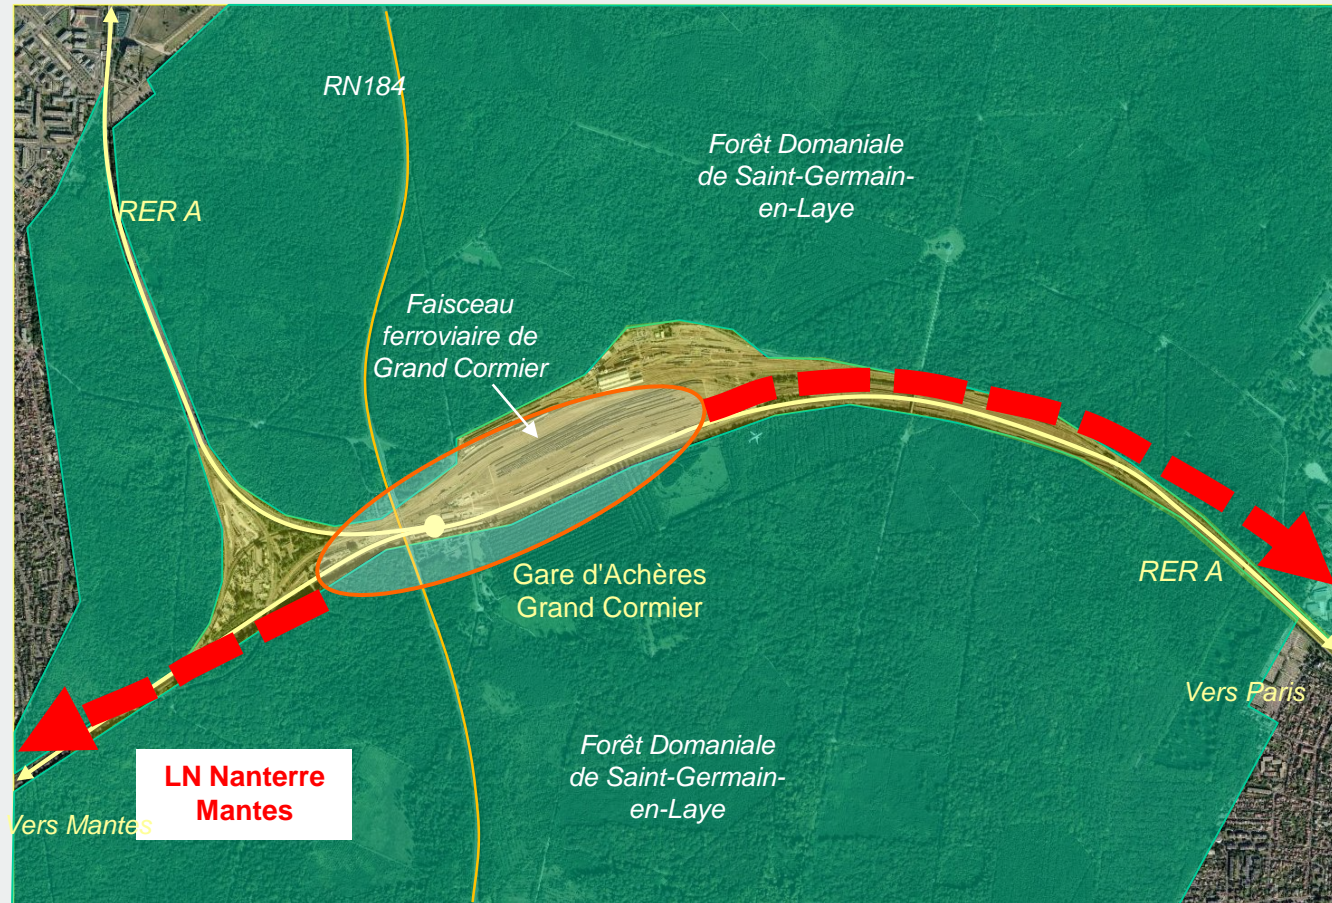 RN184
Forêt Domaniale
de Saint-Germain-
en-Laye
RER A
Faisceau
ferroviaire de
Grand Cormier
Gare d'Achères
Grand Cormier
RER A
Vers Paris
Forêt Domaniale
de Saint-Germain-
en-Laye
LN Nanterre
Mantes
Vers Mantes